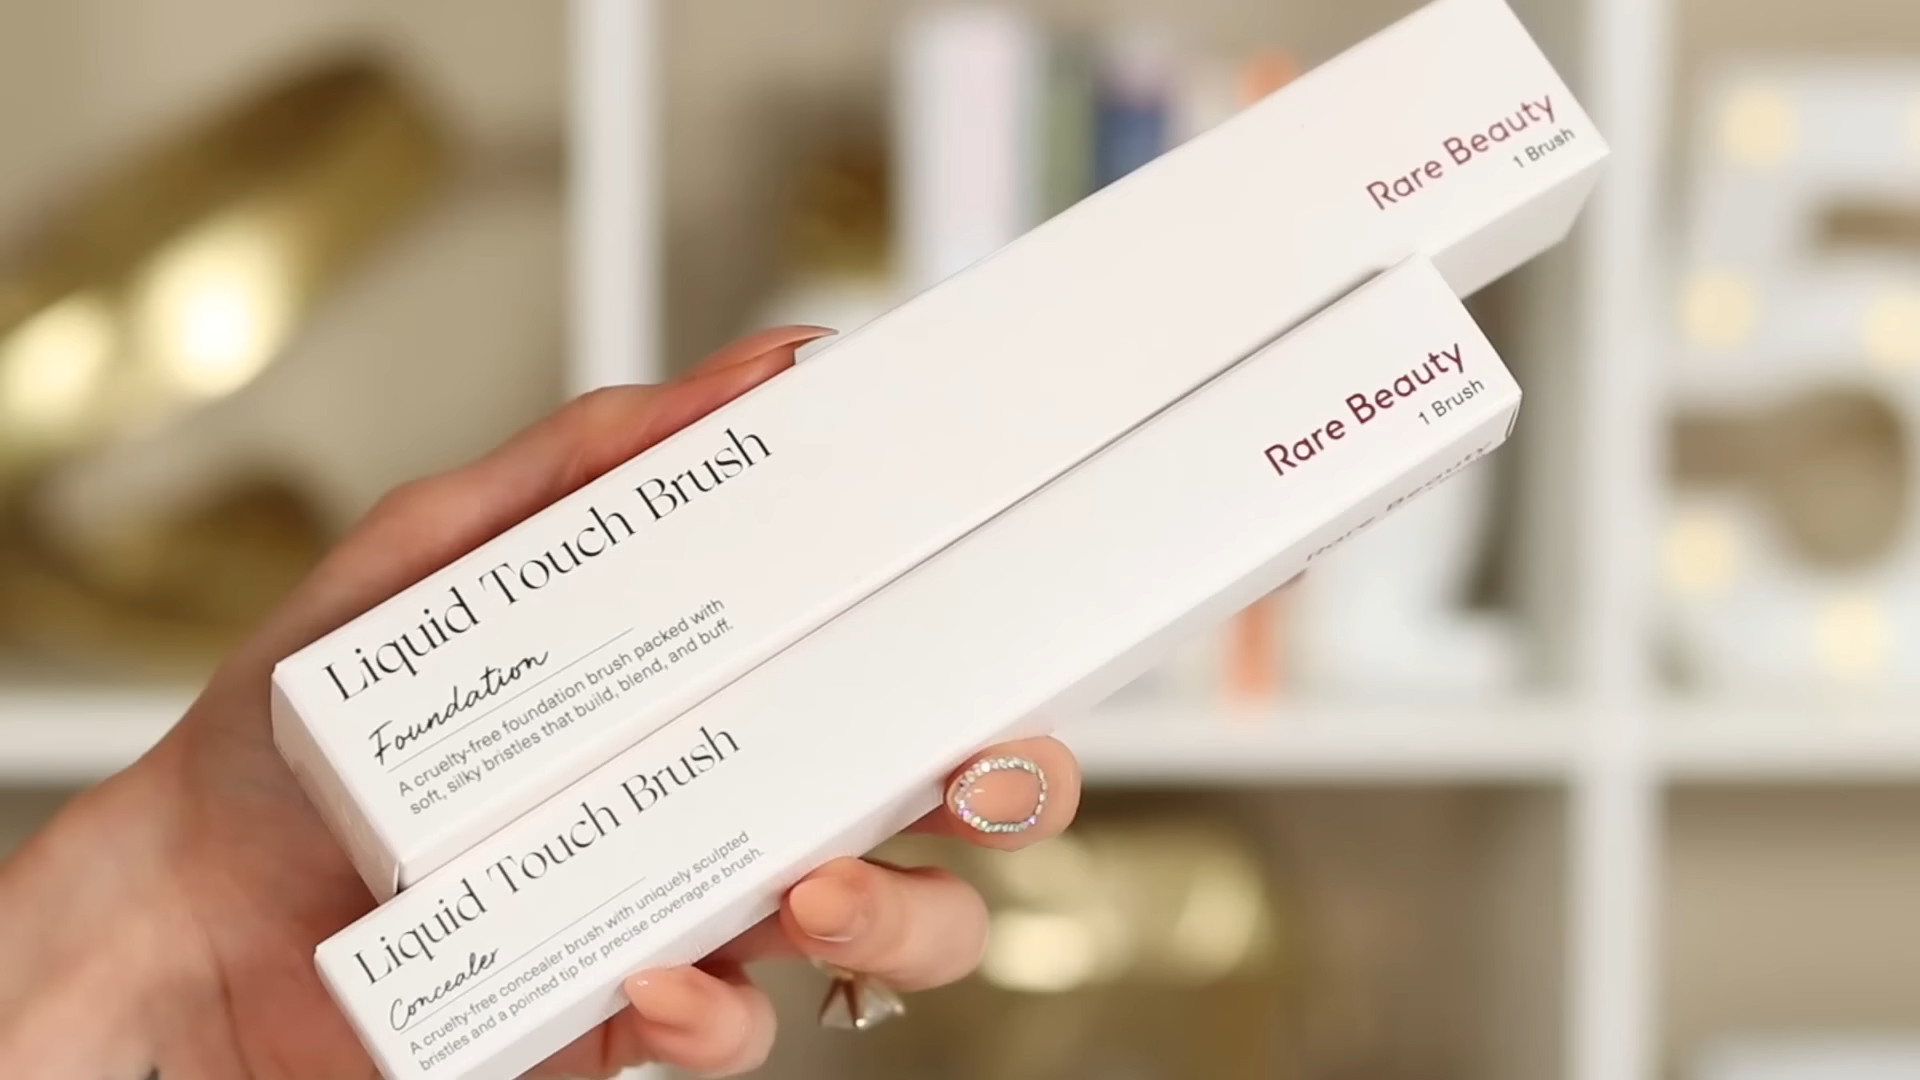 Liquid Touch Brush
Foundation
A cruelty-free foundation brush packed with
soft, silky bristles that build, blend, and buff.
Rare Beauty
1 Brush
Liquid Touch Brush
Concealer
A cruelty-free concealer brush with uniquely sculpted
bristles and a pointed tip for precise coverage.e brush.
Rare Beauty
1 Brush
Rare Beauty